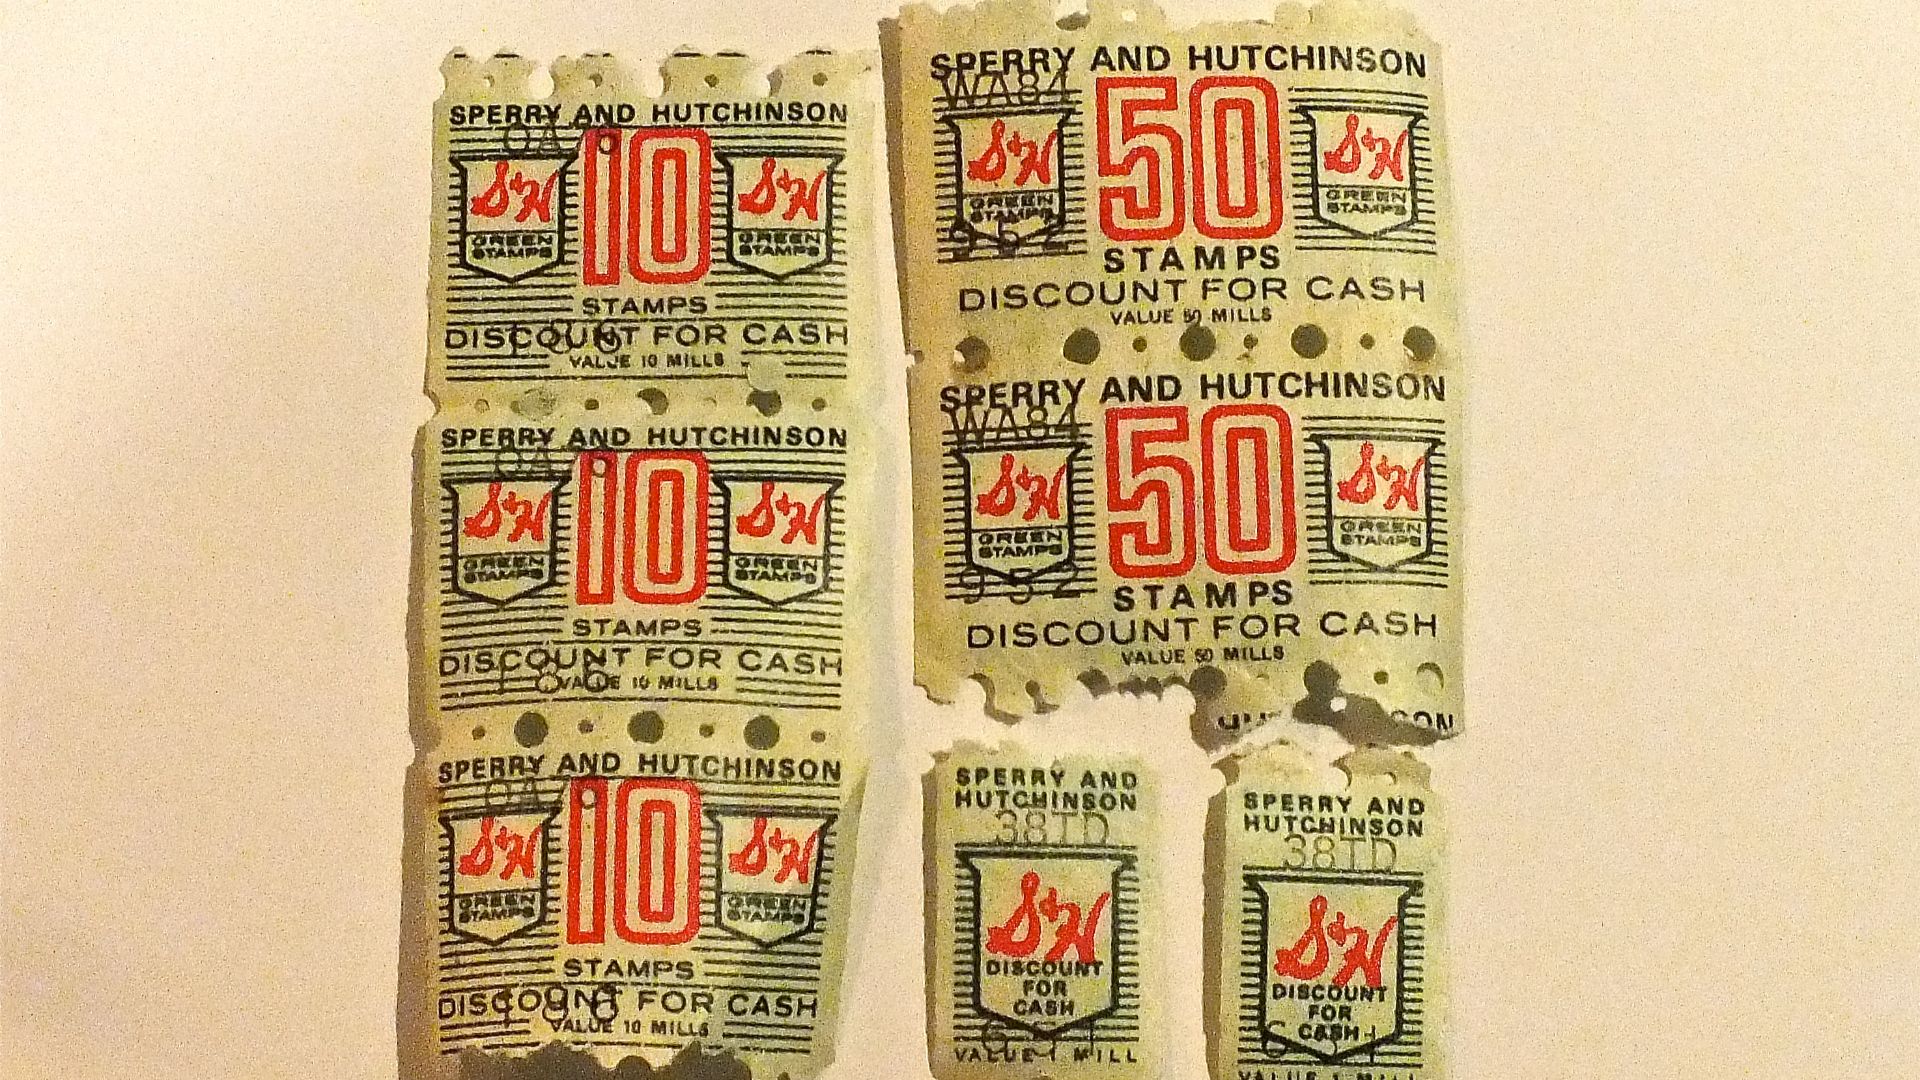 SPERRY AND HUTCHINSON
S&H
GREEN
STAMPS
10
S&H
GREEN
STAMPS
STAMPS
DISCOUNT FOR CASH
VALUE 10 MILLS
SPERRY AND HUTCHINSON
S&H
GREEN
STAMPS
10
S&H
GREEN
STAMPS
STAMPS
DISCOUNT FOR CASH
VALUE 10 MILLS
SPERRY AND HUTCHINSON
S&H
GREEN
STAMPS
10
S&H
GREEN
STAMPS
STAMPS
DISCOUNT FOR CASH
VALUE 10 MILLS
SPERRY AND HUTCHINSON
WA84
S&H
GREEN
STAMPS
50
S&H
GREEN
STAMPS
952
STAMPS
DISCOUNT FOR CASH
VALUE 50 MILLS
SPERRY AND HUTCHINSON
WA84
S&H
GREEN
STAMPS
50
S&H
GREEN
STAMPS
952
STAMPS
DISCOUNT FOR CASH
VALUE 50 MILLS
SPERRY AND
HUTCHINSON
38TD
S&H
DISCOUNT
FOR
CASH
VALUE 1 MILL
SPERRY AND
HUTCHINSON
38TD
S&H
DISCOUNT
FOR
CASH
VALUE 1 MILL